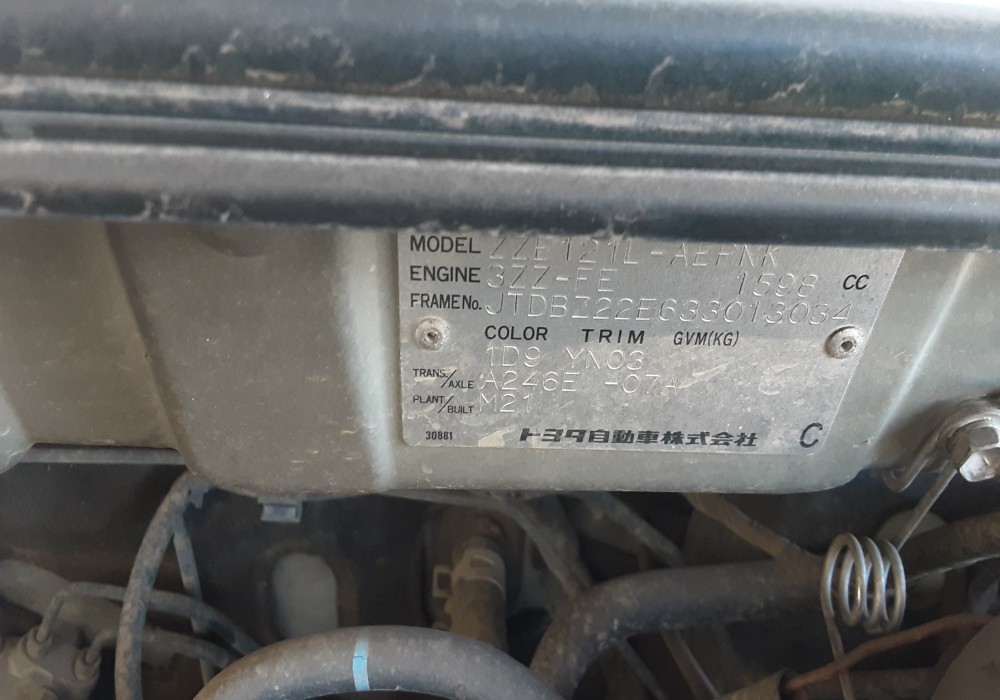 MODEL ZZE121L-AEPNK
ENGINE 3ZZ-FE 1598 CC
FRAME No. JTDBZ22E633013034
COLOR TRIM GVM(KG)
1D9 YN03
TRANS./AXLE A246E -07A
PLANT/BUILT M21
30881 トヨタ自動車株式会社 C